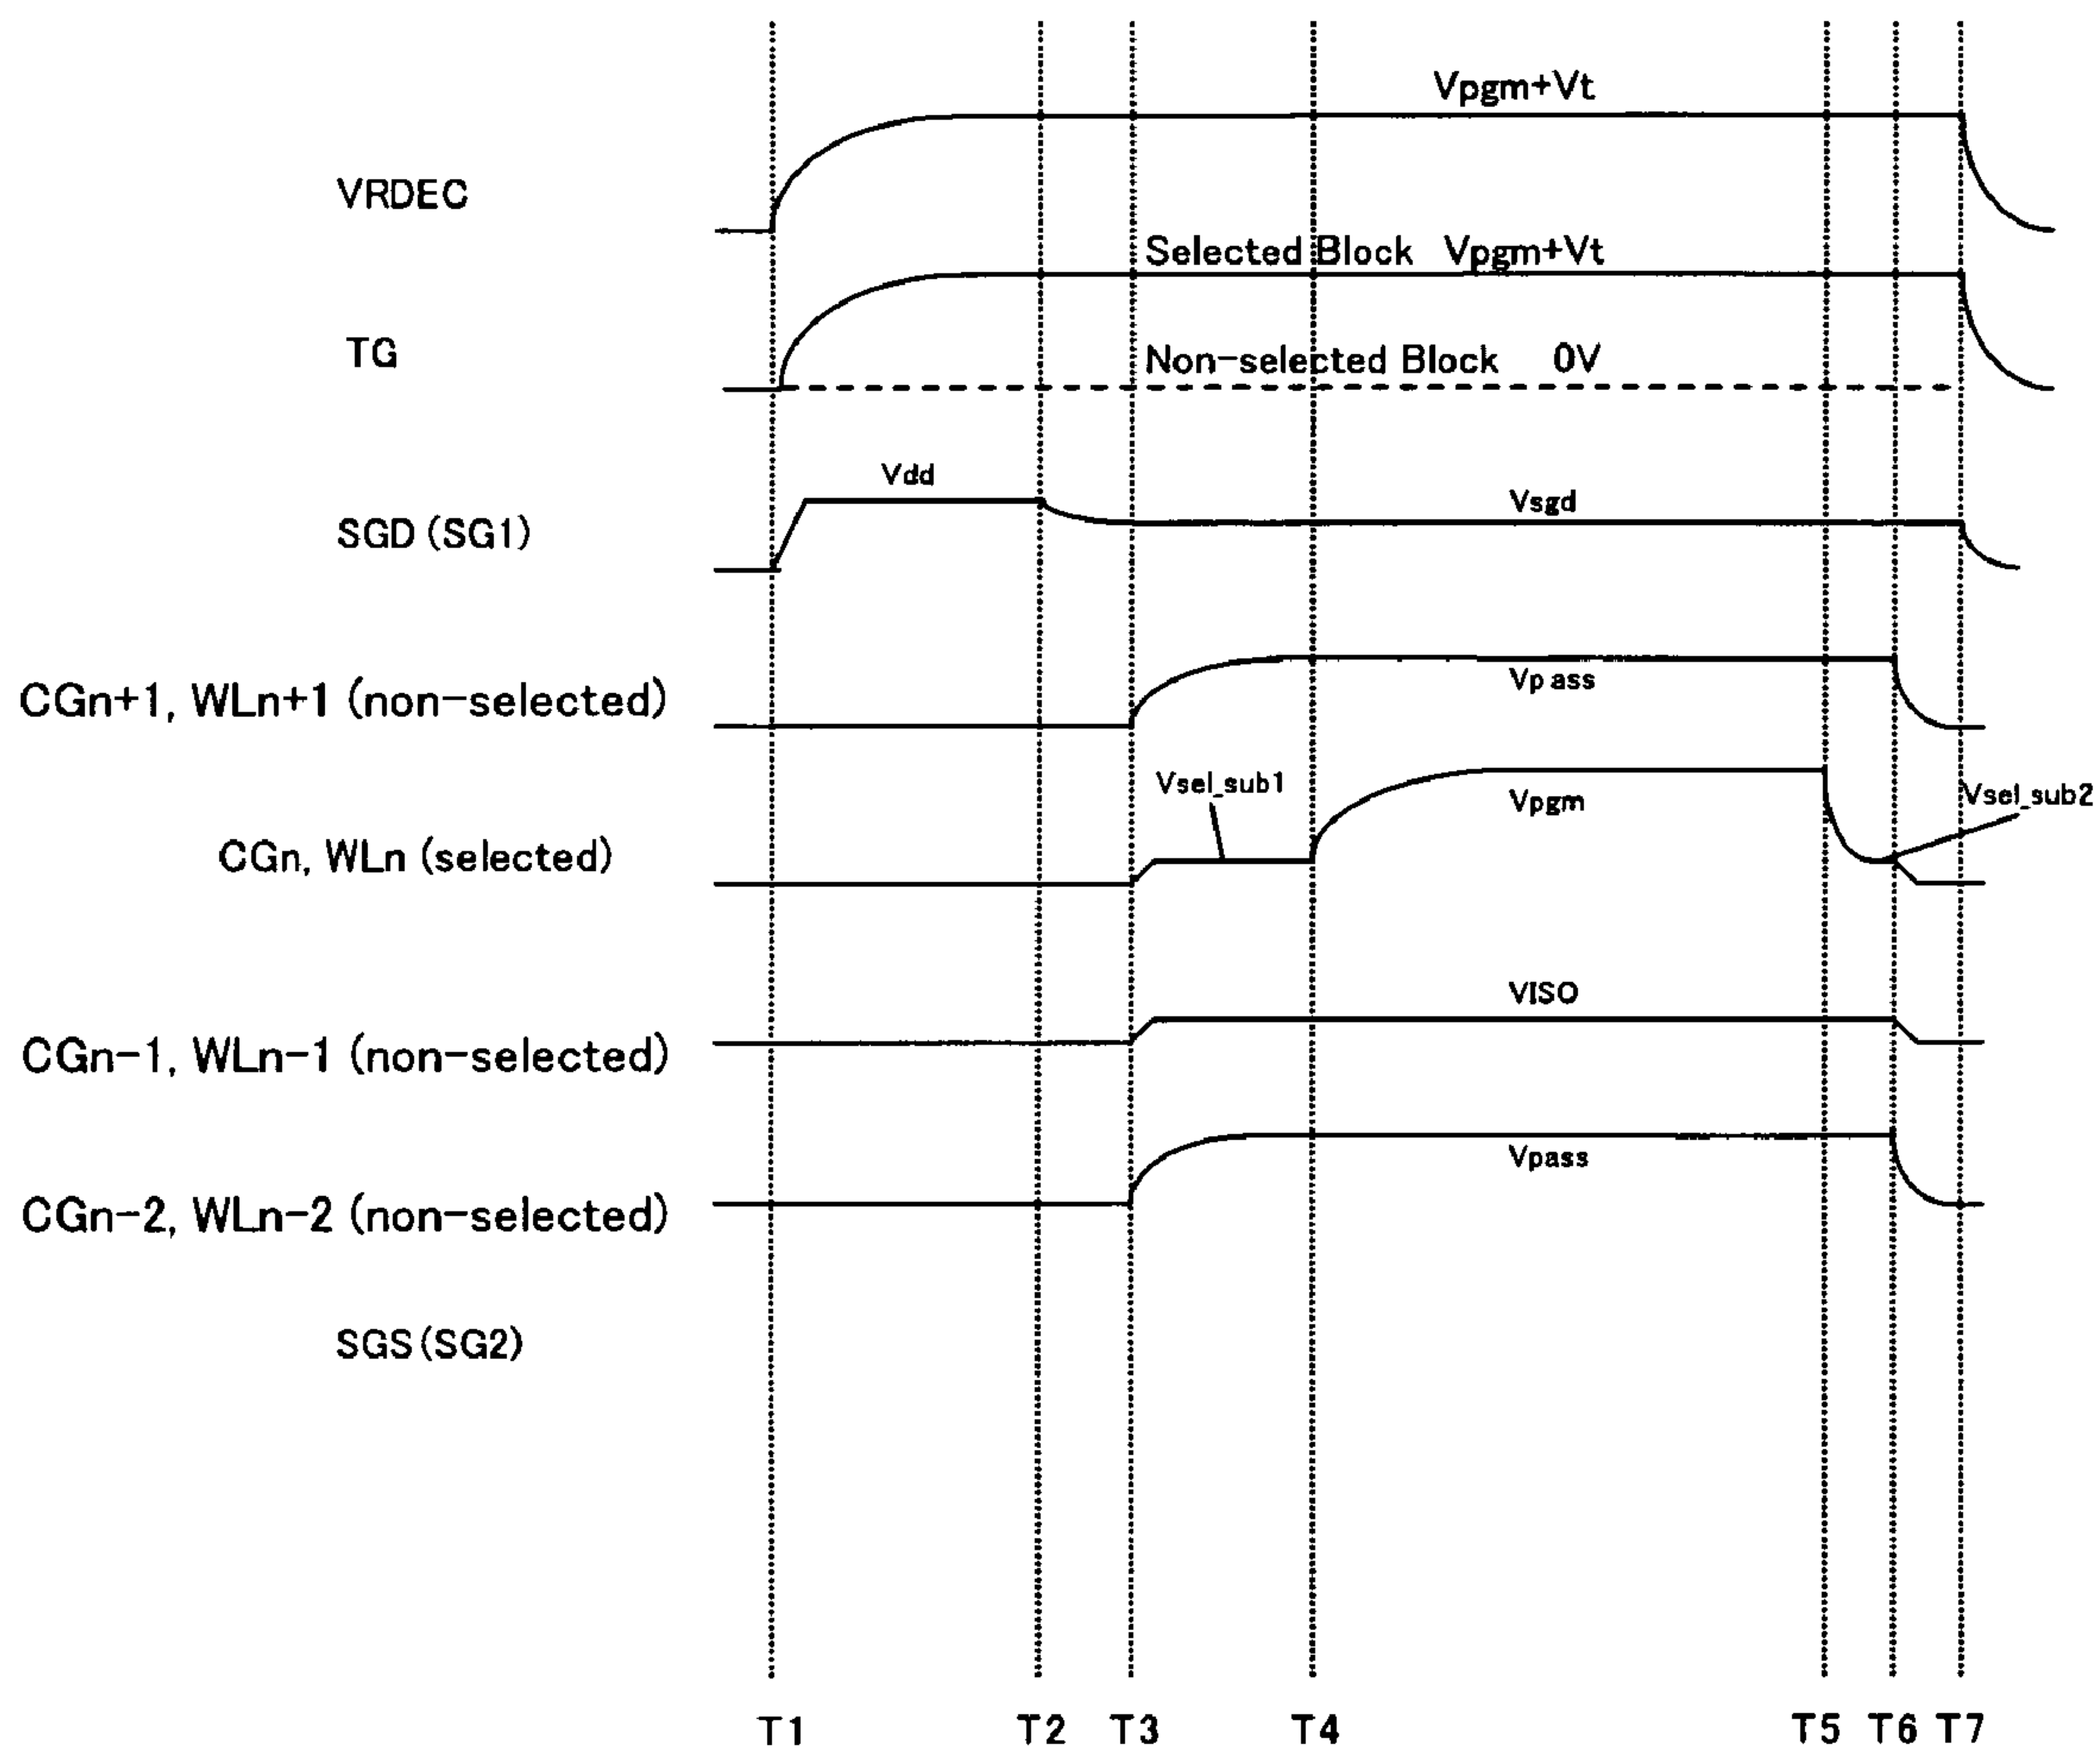 Vpgm+Vt
VRDEC
Selected Block Vpgm+Vt
TG
Non-selected Block 0V
Vdd
Vsgd
SGD (SG1)
CGn+1, WLn+1 (non-selected)
Vpass
Vsel_sub1
Vpgm
Vsel_sub2
CGn, WLn (selected)
VISO
CGn-1, WLn-1 (non-selected)
Vpass
CGn-2, WLn-2 (non-selected)
SGS (SG2)
T1 T2 T3 T4 T5 T6 T7